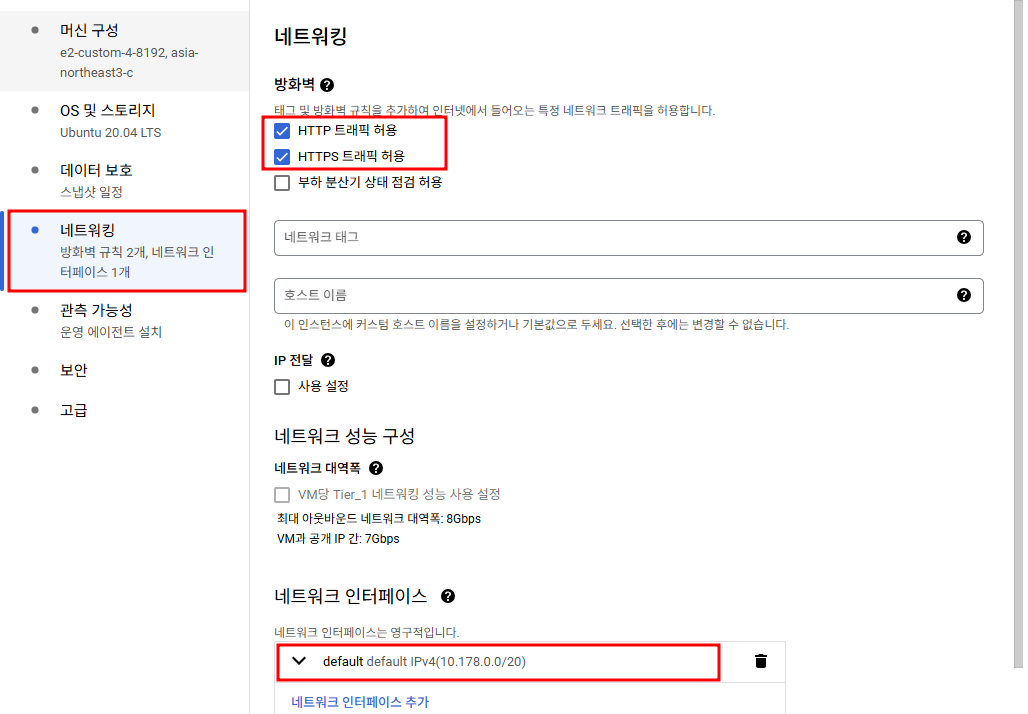 머신 구성
e2-custom-4-8192, asia-
northeast3-c
OS 및 스토리지
Ubuntu 20.04 LTS
데이터 보호
스냅샷 일정
네트워킹
방화벽 규칙 2개, 네트워크 인
터페이스 1개
관측 가능성
운영 에이전트 설치
보안
고급
네트워킹
방화벽
태그 및 방화벽 규칙을 추가하여 인터넷에서 들어오는 특정 네트워크 트래픽을 허용합니다.
HTTP 트래픽 허용
HTTPS 트래픽 허용
부하 분산기 상태 점검 허용
네트워크 태그
호스트 이름
이 인스턴스에 커스텀 호스트 이름을 설정하거나 기본값으로 두세요. 선택한 후에는 변경할 수 없습니다.
IP 전달
사용 설정
네트워크 성능 구성
네트워크 대역폭
VM당 Tier_1 네트워킹 성능 사용 설정
최대 아웃바운드 네트워크 대역폭: 8Gbps
VM과 공개 IP 간: 7Gbps
네트워크 인터페이스
네트워크 인터페이스는 영구적입니다.
default default IPv4(10.178.0.0/20)
네트워크 인터페이스 추가